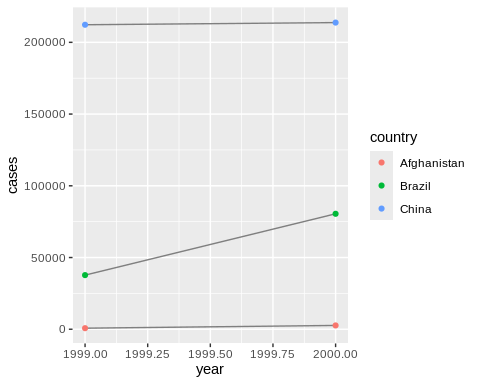 200000
150000
100000
50000
0
cases
1999.00 1999.25 1999.50 1999.75 2000.00
year
country
Afghanistan
Brazil
China